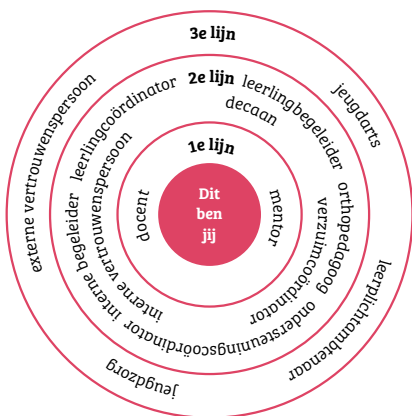 3e lijn
externe vertrouwenspersoon
jeugdarts
leerplichtambtenaar
jeugdzorg
2e lijn
leerlingcoördinator
leerlingbegeleider
decaan
interne begeleider
interne vertrouwenspersoon
orthopedagoog
verzuimcoördinator
ondersteuningscoördinator
1e lijn
docent
mentor
Dit
ben
jij